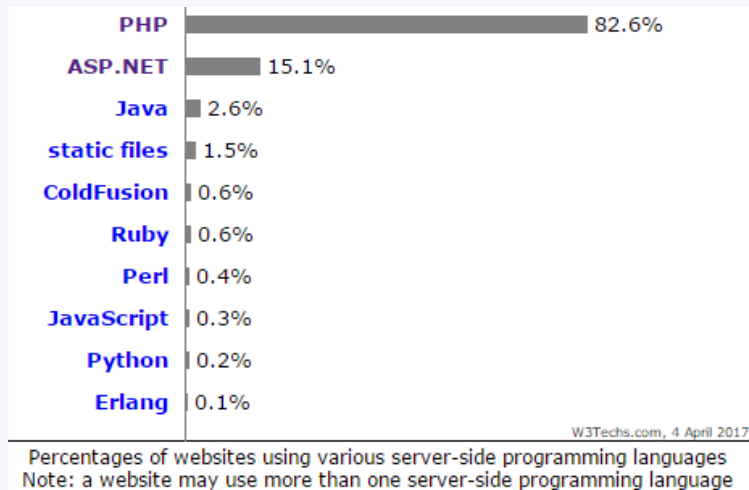 PHP 82.6%
ASP.NET 15.1%
Java 2.6%
static files 1.5%
ColdFusion 0.6%
Ruby 0.6%
Perl 0.4%
JavaScript 0.3%
Python 0.2%
Erlang 0.1%
W3Techs.com, 4 April 2017
Percentages of websites using various server-side programming languages
Note: a website may use more than one server-side programming language